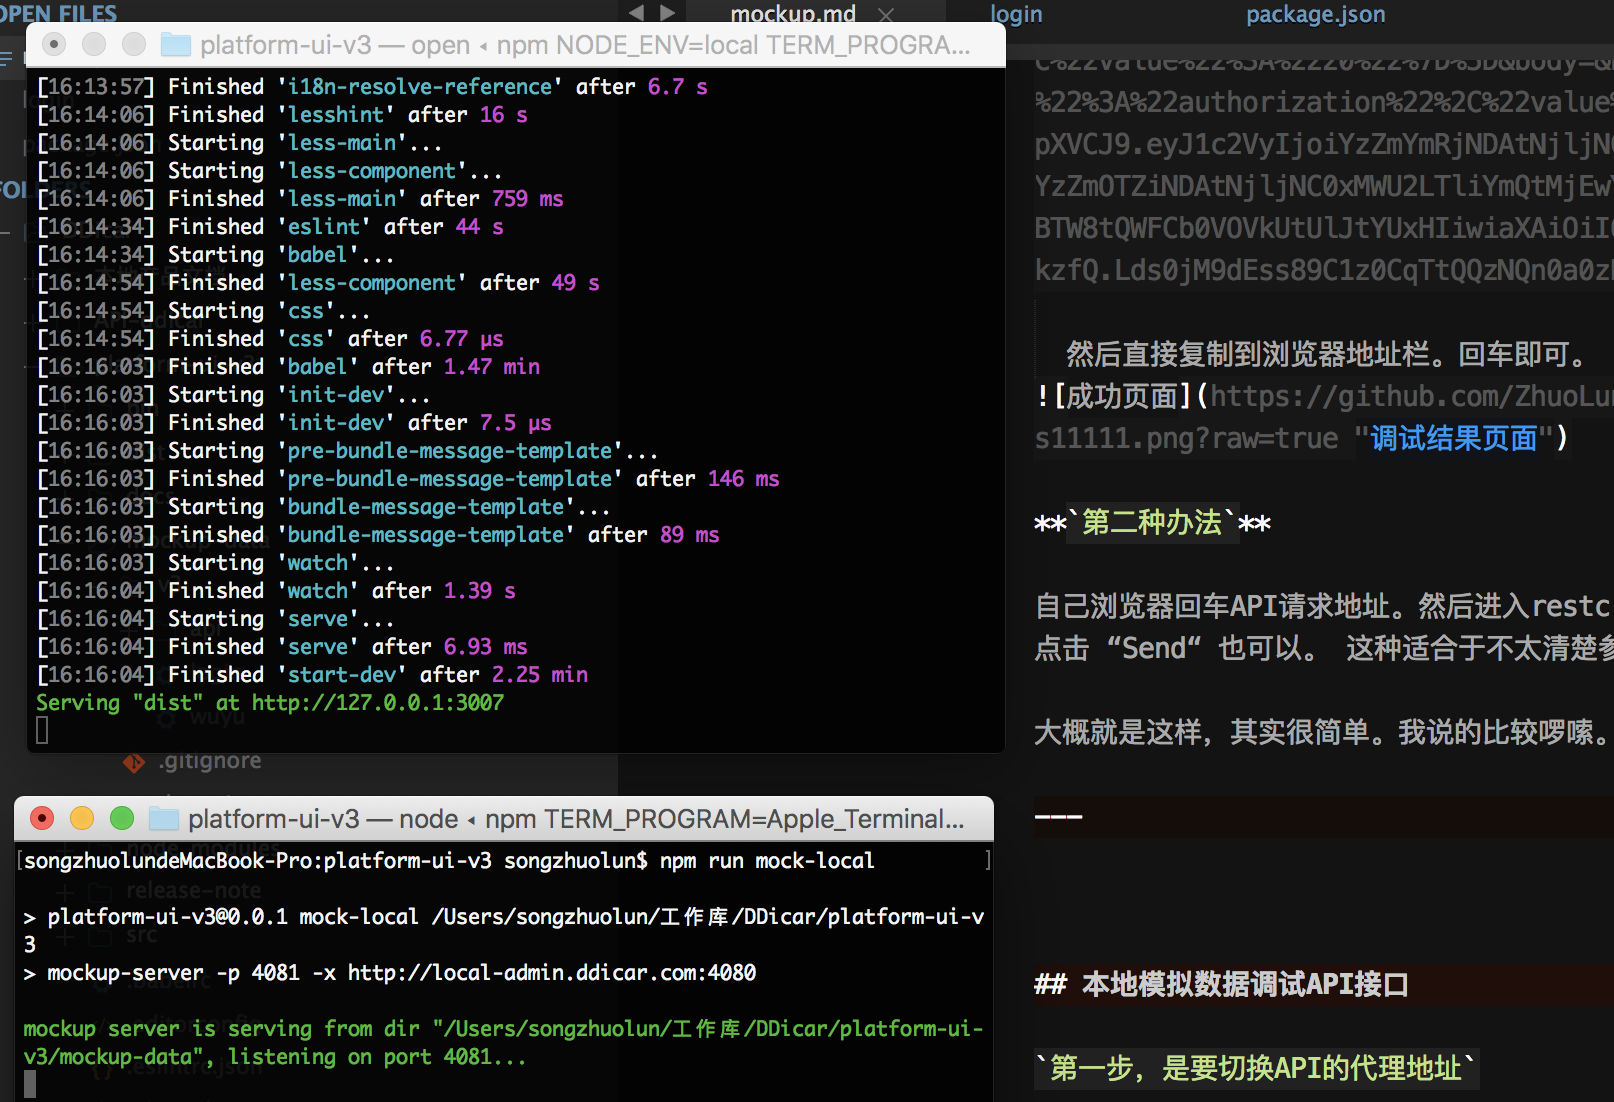 OPEN FILES
mockup.md
login
package.json
platform-ui-v3 — open ◂ npm NODE_ENV=local TERM_PROGRA...
[16:13:57] Finished 'i18n-resolve-reference' after 6.7 s
[16:14:06] Finished 'lesshint' after 16 s
[16:14:06] Starting 'less-main'...
[16:14:06] Starting 'less-component'...
[16:14:06] Finished 'less-main' after 759 ms
[16:14:34] Finished 'eslint' after 44 s
[16:14:34] Starting 'babel'...
[16:14:54] Finished 'less-component' after 49 s
[16:14:54] Starting 'css'...
[16:14:54] Finished 'css' after 6.77 μs
[16:16:03] Finished 'babel' after 1.47 min
[16:16:03] Starting 'init-dev'...
[16:16:03] Finished 'init-dev' after 7.5 μs
[16:16:03] Starting 'pre-bundle-message-template'...
[16:16:03] Finished 'pre-bundle-message-template' after 146 ms
[16:16:03] Starting 'bundle-message-template'...
[16:16:03] Finished 'bundle-message-template' after 89 ms
[16:16:03] Starting 'watch'...
[16:16:04] Finished 'watch' after 1.39 s
[16:16:04] Starting 'serve'...
[16:16:04] Finished 'serve' after 6.93 ms
[16:16:04] Finished 'start-dev' after 2.25 min
Serving "dist" at http://127.0.0.1:3007
wuyu
.gitignore
platform-ui-v3 — node ◂ npm TERM_PROGRAM=Apple_Terminal...
[songzhuolundeMacBook-Pro:platform-ui-v3 songzhuolun$ npm run mock-local ]
node_modules
release-note
> platform-ui-v3@0.0.1 mock-local /Users/songzhuolun/工作库/DDicar/platform-ui-v
3
src
> mockup-server -p 4081 -x http://local-admin.ddicar.com:4080
.babelrc
mockup server is serving from dir "/Users/songzhuolun/工作库/DDicar/platform-ui-
v3/mockup-data", listening on port 4081...
.eslintrc.json
%22%3A%22authorization%22%2C%22value%
pXVCJ9.eyJ1c2VyIjoiYzZmYmRjNDAtNjljN
YzZmOTZiNDAtNjljNC0xMWU2LTliYmQtMjEw
BTW8tQWFCb0VOVkUtUlJtYUxHIiwiaXAiOiI
kzfQ.Lds0jM9dEss89C1z0CqTtQQzNQn0a0z
然后直接复制到浏览器地址栏。回车即可。
![成功页面](https://github.com/ZhuoLu
s11111.png?raw=true "调试结果页面")
**`第二种办法`**
自己浏览器回车API请求地址。然后进入restc
点击 “Send“ 也可以。 这种适合于不太清楚参
大概就是这样，其实很简单。我说的比较啰嗦。
---
## 本地模拟数据调试API接口
`第一步，是要切换API的代理地址`